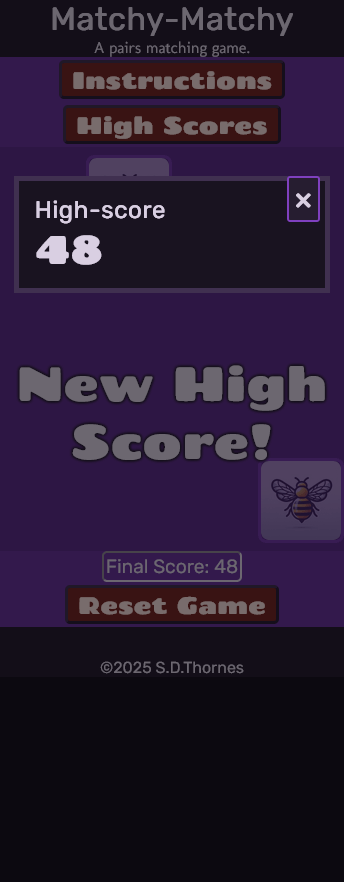 Matchy-Matchy
A pairs matching game.
Instructions
High Scores
High-score
48
New High
Score!
Final Score: 48
Reset Game
©2025 S.D.Thornes